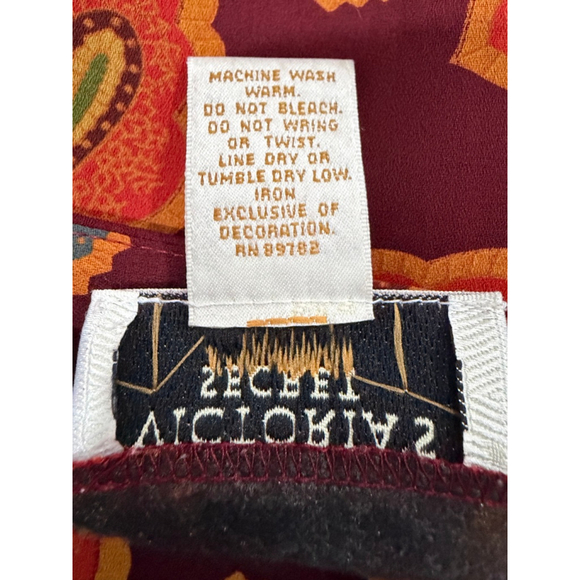 MACHINE WASH
WARM.
DO NOT BLEACH.
DO NOT WRING
OR TWIST.
LINE DRY OR
TUMBLE DRY LOW.
IRON
EXCLUSIVE OF
DECORATION.
RN 89782
VICTORIA'S
SECRET